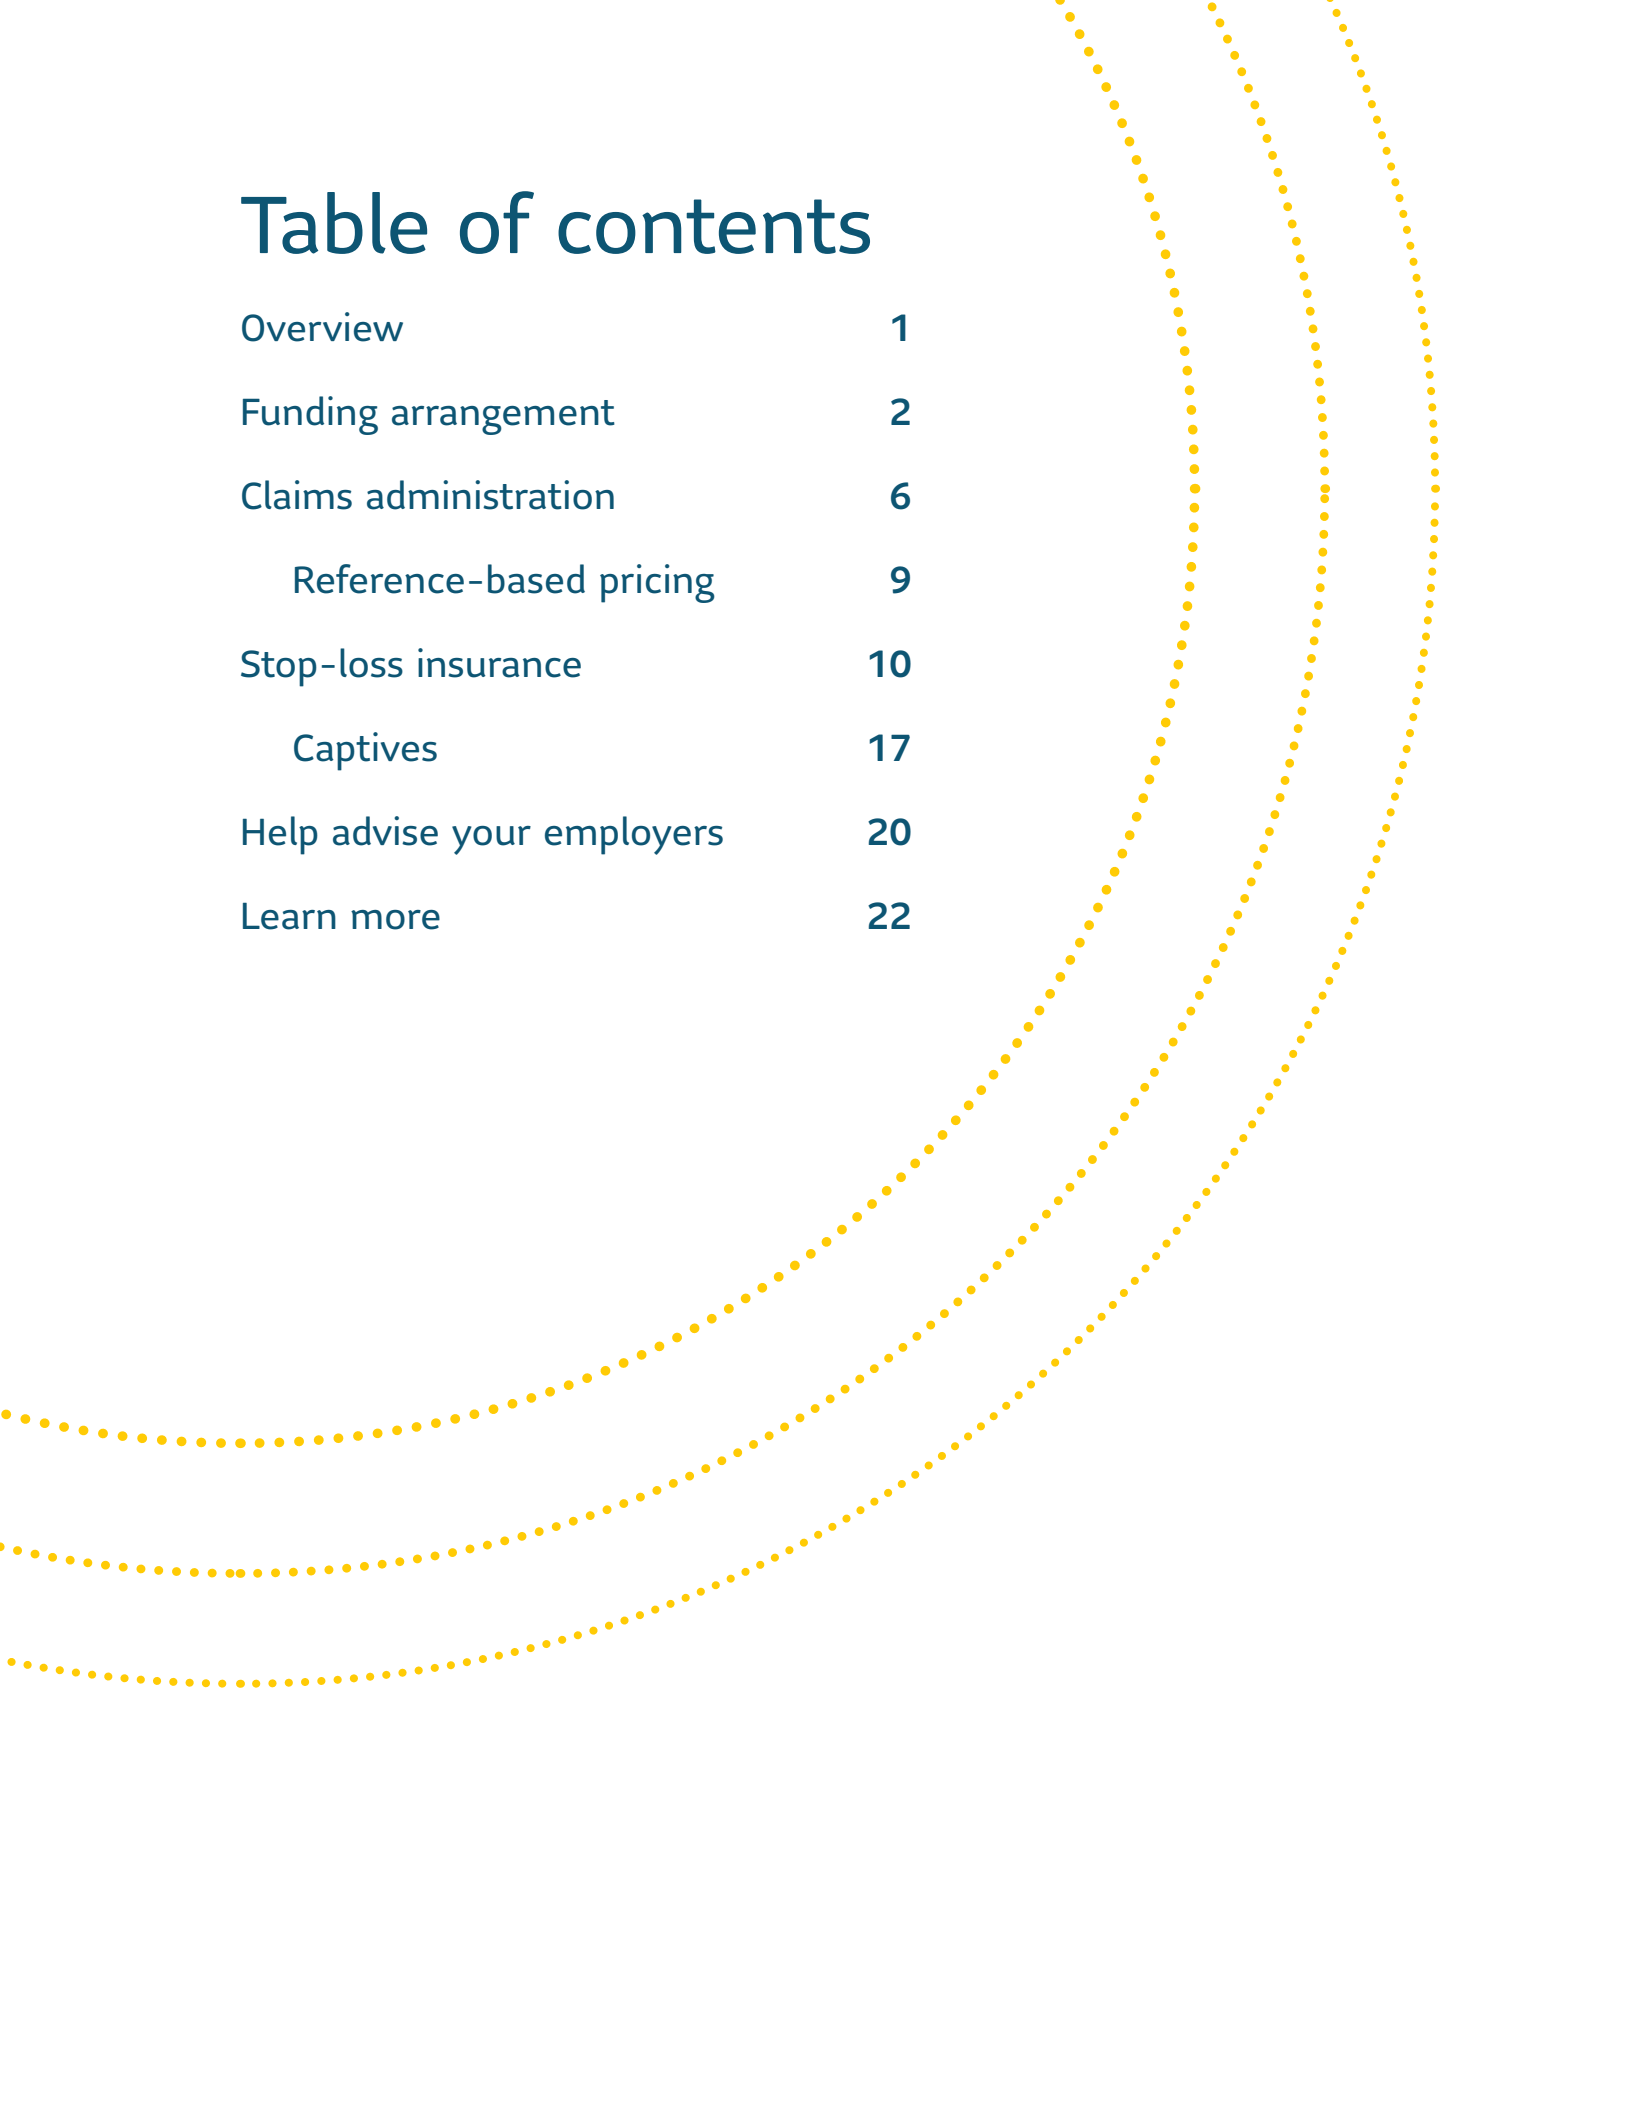 Table of contents
Overview 1
Funding arrangement 2
Claims administration 6
Reference-based pricing 9
Stop-loss insurance 10
Captives 17
Help advise your employers 20
Learn more 22